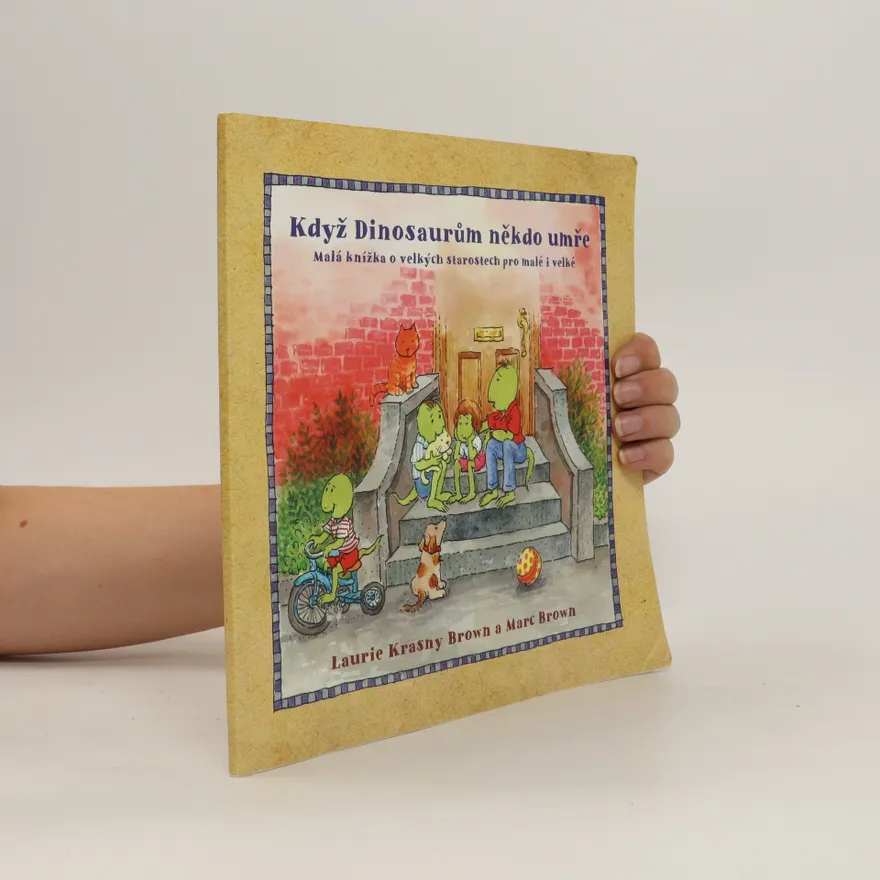 Když Dinosaurům někdo umře
Malá knížka o velkých starostech pro malé i velké
Laurie Krasny Brown a Marc Brown